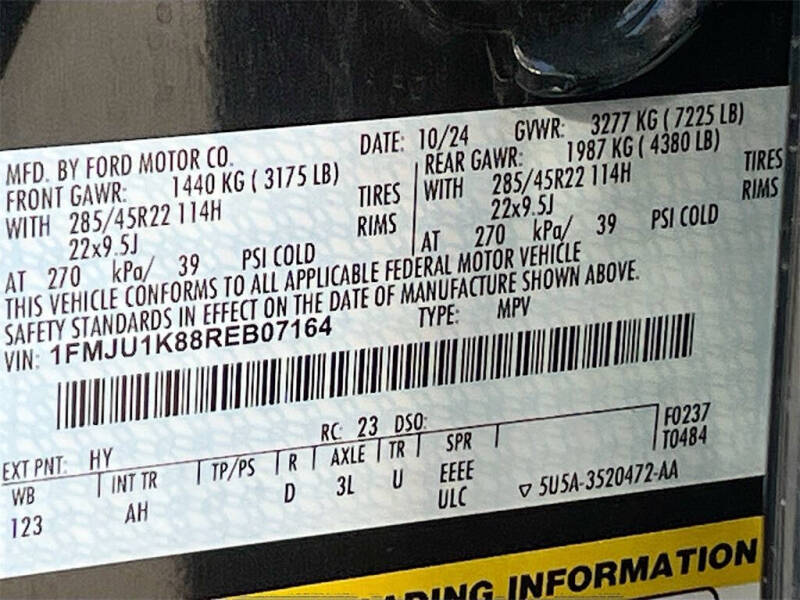 MFD. BY FORD MOTOR CO. DATE: 10/24 GVWR: 3277 KG ( 7225 LB)
FRONT GAWR: 1440 KG ( 3175 LB) REAR GAWR: 1987 KG ( 4380 LB)
WITH 285/45R22 114H TIRES WITH 285/45R22 114H TIRES
22x9.5J RIMS 22x9.5J RIMS
AT 270 kPa/ 39 PSI COLD AT 270 kPa/ 39 PSI COLD
THIS VEHICLE CONFORMS TO ALL APPLICABLE FEDERAL MOTOR VEHICLE
SAFETY STANDARDS IN EFFECT ON THE DATE OF MANUFACTURE SHOWN ABOVE.
VIN: 1FMJU1K88REB07164 TYPE: MPV
EXT PNT: HY RC: 23 DSO: F0237
WB INT TR TP/PS R AXLE TR SPR T0484
123 AH D 3L U EEEE
ULC 5U5A-3520472-AA
INFORMATION